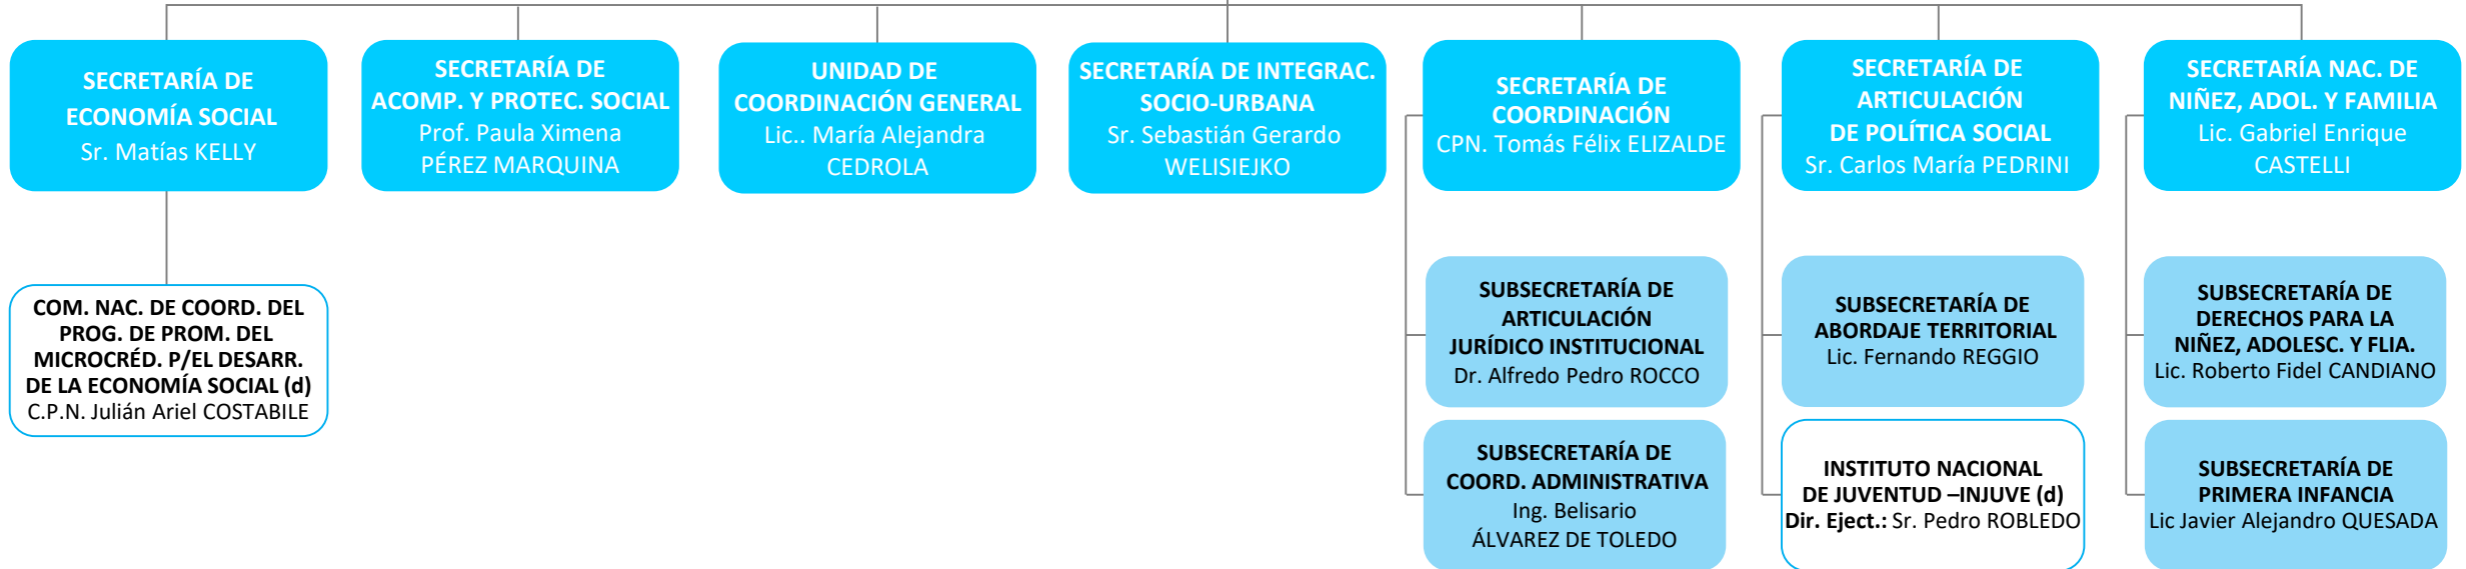 SECRETARÍA DE
ECONOMÍA SOCIAL
Sr. Matías KELLY
SECRETARÍA DE
ACOMP. Y PROTEC. SOCIAL
Prof. Paula Ximena
PÉREZ MARQUINA
UNIDAD DE
COORDINACIÓN GENERAL
Lic.. María Alejandra
CEDROLA
SECRETARÍA DE INTEGRAC.
SOCIO-URBANA
Sr. Sebastián Gerardo
WELISIEJKO
SECRETARÍA DE
COORDINACIÓN
CPN. Tomás Félix ELIZALDE
SECRETARÍA DE
ARTICULACIÓN
DE POLÍTICA SOCIAL
Sr. Carlos María PEDRINI
SECRETARÍA NAC. DE
NIÑEZ, ADOL. Y FAMILIA
Lic. Gabriel Enrique
CASTELLI
COM. NAC. DE COORD. DEL
PROG. DE PROM. DEL
MICROCRÉD. P/EL DESARR.
DE LA ECONOMÍA SOCIAL (d)
C.P.N. Julián Ariel COSTABILE
SUBSECRETARÍA DE
ARTICULACIÓN
JURÍDICO INSTITUCIONAL
Dr. Alfredo Pedro ROCCO
SUBSECRETARÍA DE
ABORDAJE TERRITORIAL
Lic. Fernando REGGIO
SUBSECRETARÍA DE
DERECHOS PARA LA
NIÑEZ, ADOLESC. Y FLIA.
Lic. Roberto Fidel CANDIANO
SUBSECRETARÍA DE
COORD. ADMINISTRATIVA
Ing. Belisario
ÁLVAREZ DE TOLEDO
INSTITUTO NACIONAL
DE JUVENTUD –INJUVE (d)
Dir. Eject.: Sr. Pedro ROBLEDO
SUBSECRETARÍA DE
PRIMERA INFANCIA
Lic Javier Alejandro QUESADA